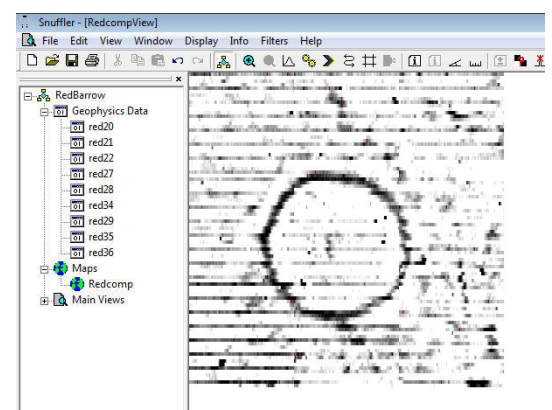 Snuffler - [RedcompView]
File Edit View Window Display Info Filters Help
RedBarrow
Geophysics Data
red20
red21
red22
red27
red28
red34
red29
red35
red36
Maps
Redcomp
Main Views